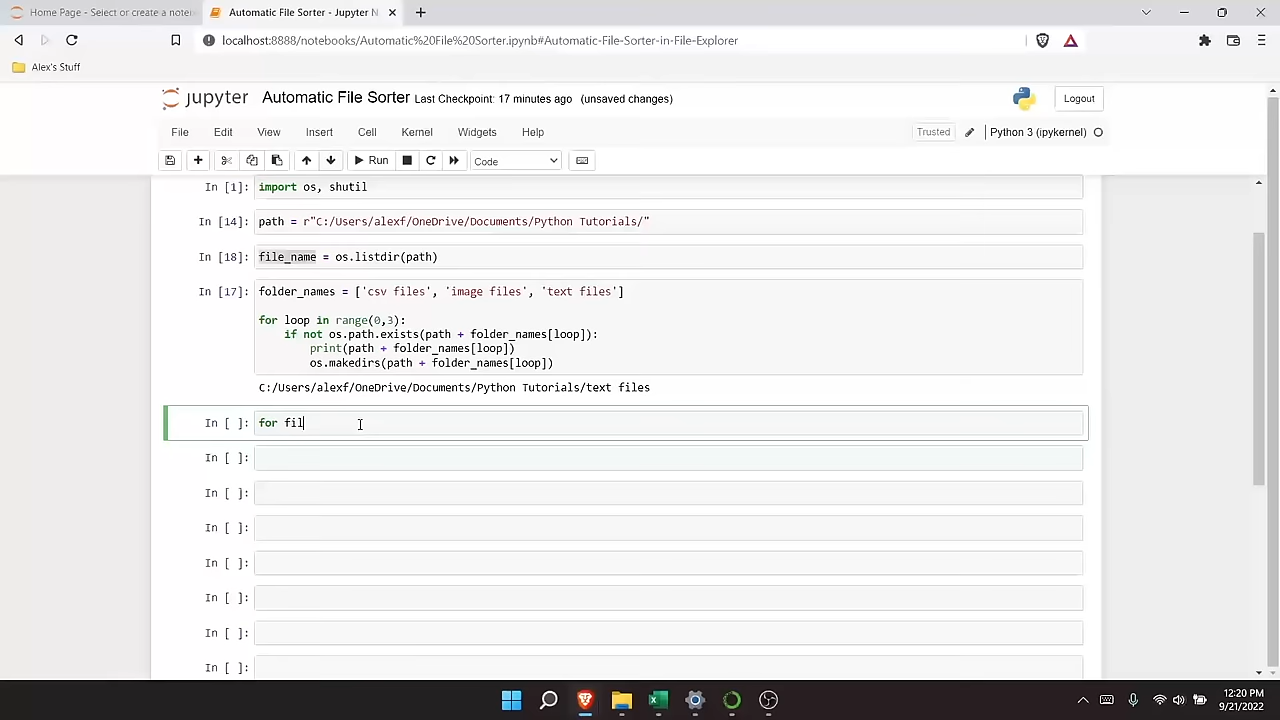 Home Page - Select or create a note
Automatic File Sorter - Jupyter N
localhost:8888/notebooks/Automatic%20File%20Sorter.ipynb#Automatic-File-Sorter-in-File-Explorer
Alex's Stuff
jupyter Automatic File Sorter Last Checkpoint: 17 minutes ago (unsaved changes)
Logout
File Edit View Insert Cell Kernel Widgets Help
Trusted Python 3 (ipykernel)
Run Code
In [1]: import os, shutil
In [14]: path = r"C:/Users/alexf/OneDrive/Documents/Python Tutorials/"
In [18]: file_name = os.listdir(path)
In [17]: folder_names = ['csv files', 'image files', 'text files']
for loop in range(0,3):
if not os.path.exists(path + folder_names[loop]):
print(path + folder_names[loop])
os.makedirs(path + folder_names[loop])
C:/Users/alexf/OneDrive/Documents/Python Tutorials/text files
In [ ]: for fil
In [ ]:
In [ ]:
In [ ]:
In [ ]:
In [ ]:
In [ ]:
In [ ]:
12:20 PM
9/21/2022